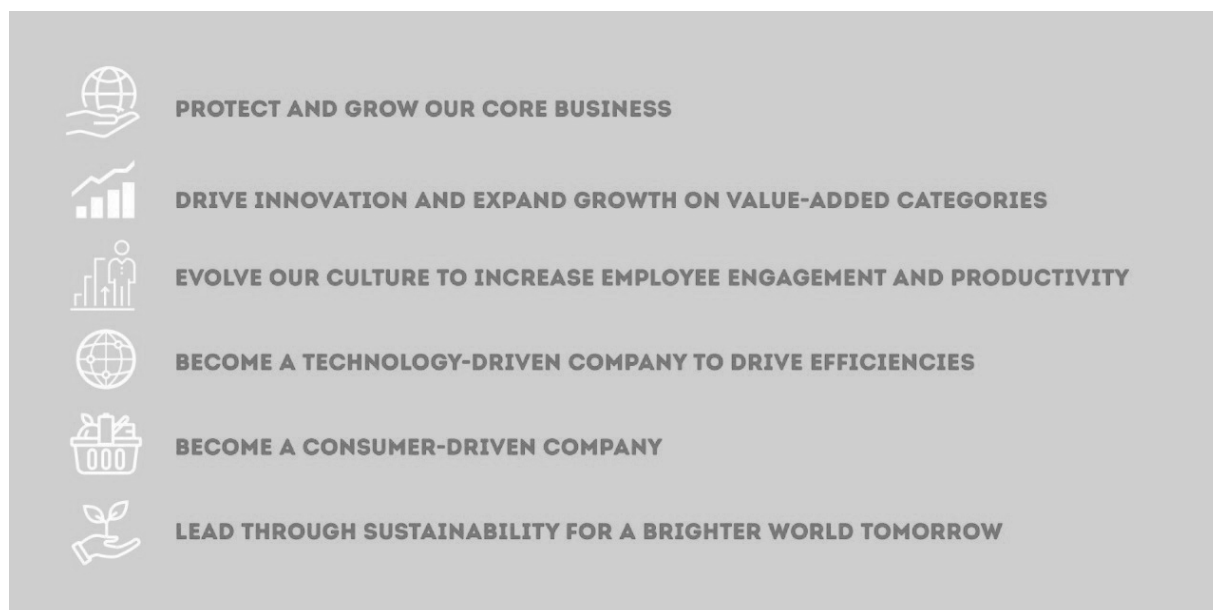 PROTECT AND GROW OUR CORE BUSINESS
DRIVE INNOVATION AND EXPAND GROWTH ON VALUE-ADDED CATEGORIES
EVOLVE OUR CULTURE TO INCREASE EMPLOYEE ENGAGEMENT AND PRODUCTIVITY
BECOME A TECHNOLOGY-DRIVEN COMPANY TO DRIVE EFFICIENCIES
BECOME A CONSUMER-DRIVEN COMPANY
LEAD THROUGH SUSTAINABILITY FOR A BRIGHTER WORLD TOMORROW